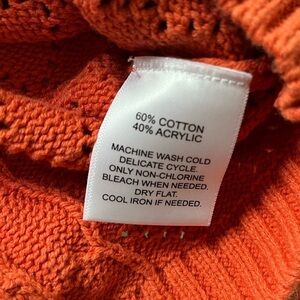 60% COTTON
40% ACRYLIC
MACHINE WASH COLD
DELICATE CYCLE.
ONLY NON-CHLORINE
BLEACH WHEN NEEDED.
DRY FLAT.
COOL IRON IF NEEDED.